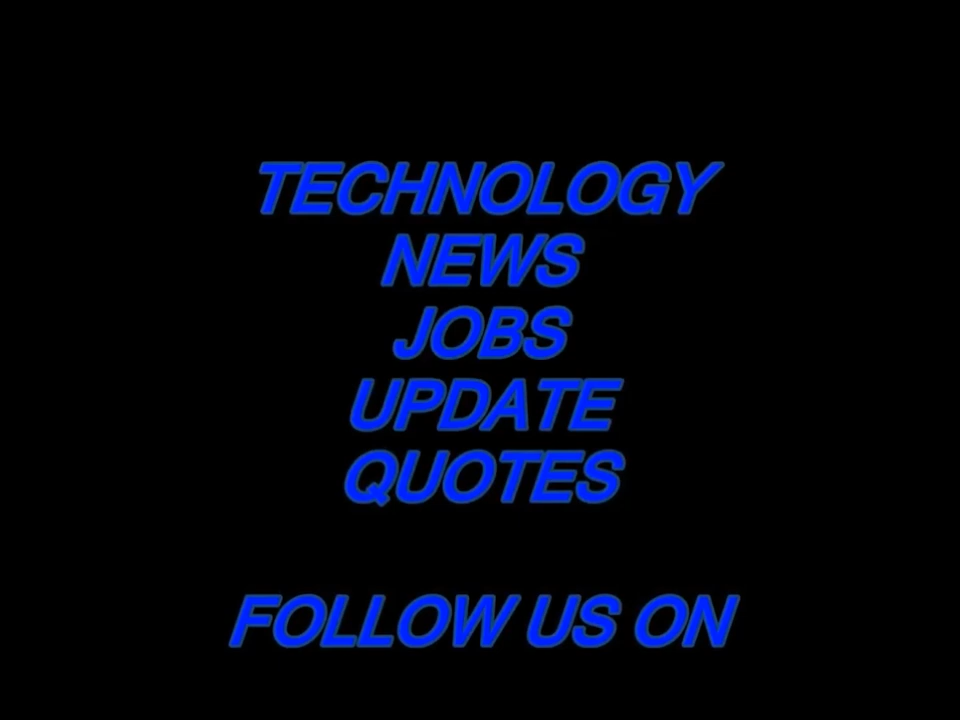 TECHNOLOGY
NEWS
JOBS
UPDATE
QUOTES
FOLLOW US ON